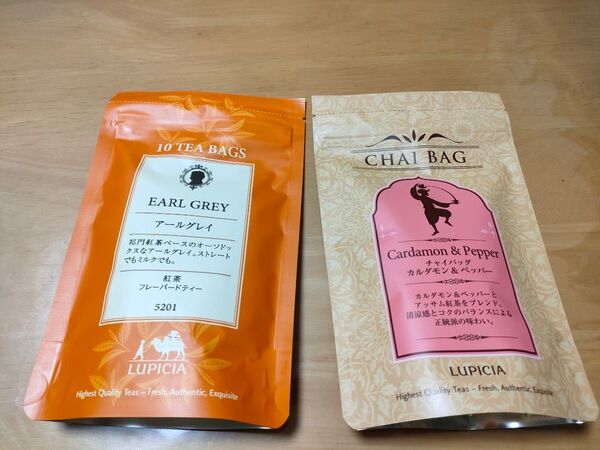 10 TEA BAGS
EARL GREY
アールグレイ
祁門紅茶ベースのオーソドッ
クスなアールグレイ。ストレート
でもミルクでも。
紅茶
フレーバードティー
5201
LUPICIA
Highest Quality Teas – Fresh, Authentic, Exquisite
CHAI BAG
Cardamon & Pepper
チャイバッグ
カルダモン&ペッパー
カルダモン&ペッパーと
アッサム紅茶をブレンド。
清涼感とコクのバランスによる
正統派の味わい。
LUPICIA
Highest Quality Teas – Fresh, Authentic, Exquisite